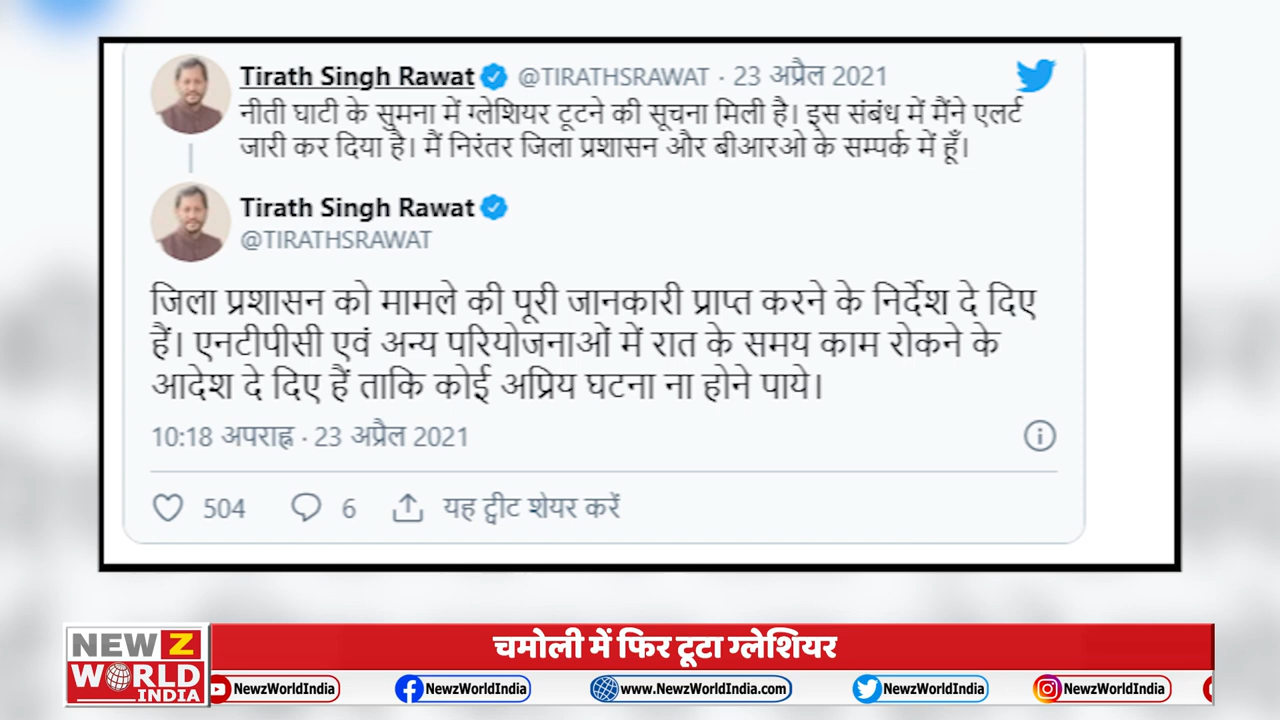 Tirath Singh Rawat @TIRATHSRAWAT · 23 अप्रैल 2021
नीती घाटी के सुमना में ग्लेशियर टूटने की सूचना मिली है। इस संबंध में मैंने एलर्ट
जारी कर दिया है। मैं निरंतर जिला प्रशासन और बीआरओ के सम्पर्क में हूँ।
Tirath Singh Rawat
@TIRATHSRAWAT
जिला प्रशासन को मामले की पूरी जानकारी प्राप्त करने के निर्देश दे दिए
हैं। एनटीपीसी एवं अन्य परियोजनाओं में रात के समय काम रोकने के
आदेश दे दिए हैं ताकि कोई अप्रिय घटना ना होने पाये।
10:18 अपराह्न · 23 अप्रैल 2021
504 6 यह ट्वीट शेयर करें
NEWZ
WORLD
INDIA
चमोली में फिर टूटा ग्लेशियर
NewzWorldIndia NewzWorldIndia www.NewzWorldIndia.com NewzWorldIndia NewzWorldIndia